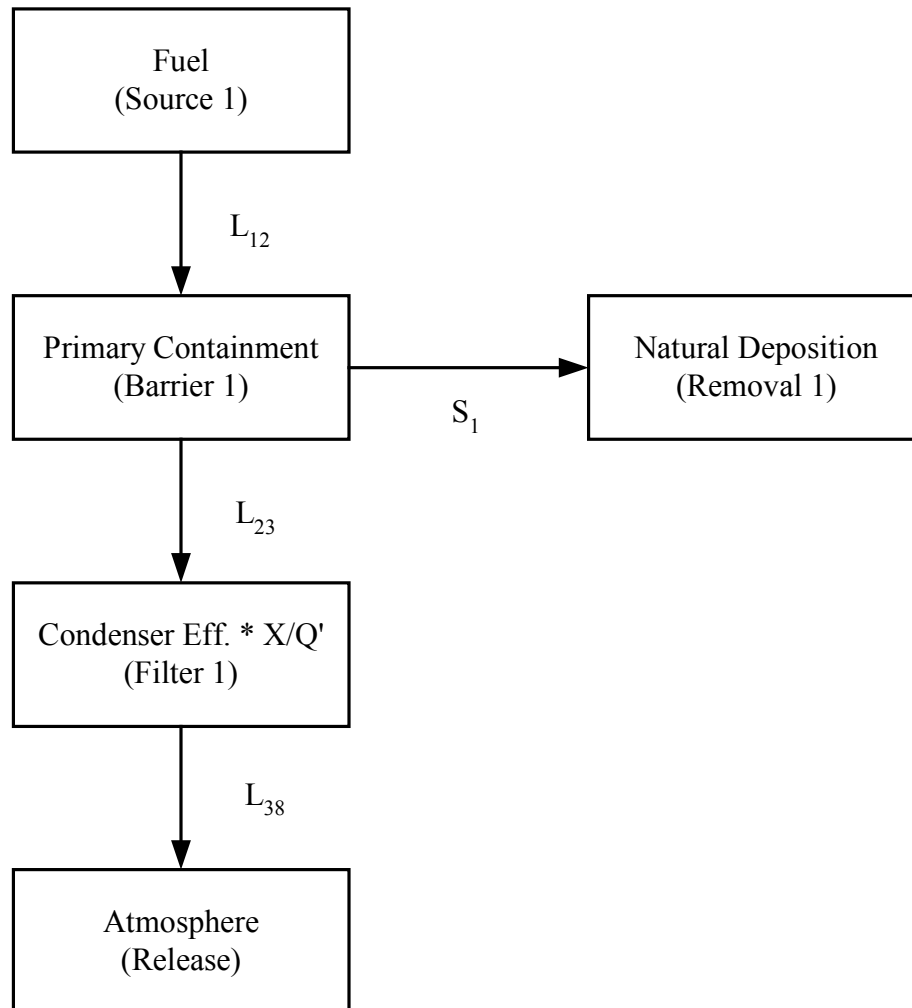 Fuel
(Source 1)
L12
Primary Containment
(Barrier 1)
S1
Natural Deposition
(Removal 1)
L23
Condenser Eff. * X/Q'
(Filter 1)
L38
Atmosphere
(Release)